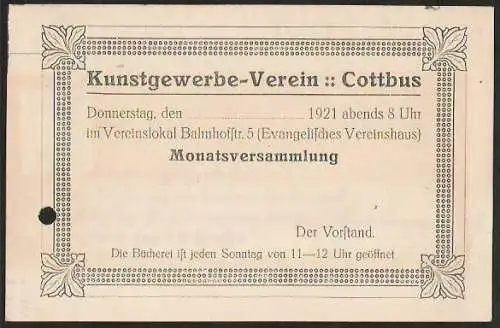 Kunstgewerbe-Verein :: Cottbus
Donnerstag, den ........................ 1921 abends 8 Uhr
im Vereinslokal Bahnhofſtr. 5 (Evangeliſches Vereinshaus)
Monatsversammlung
Der Vorſtand.
Die Bücherei iſt jeden Sonntag von 11—12 Uhr geöffnet